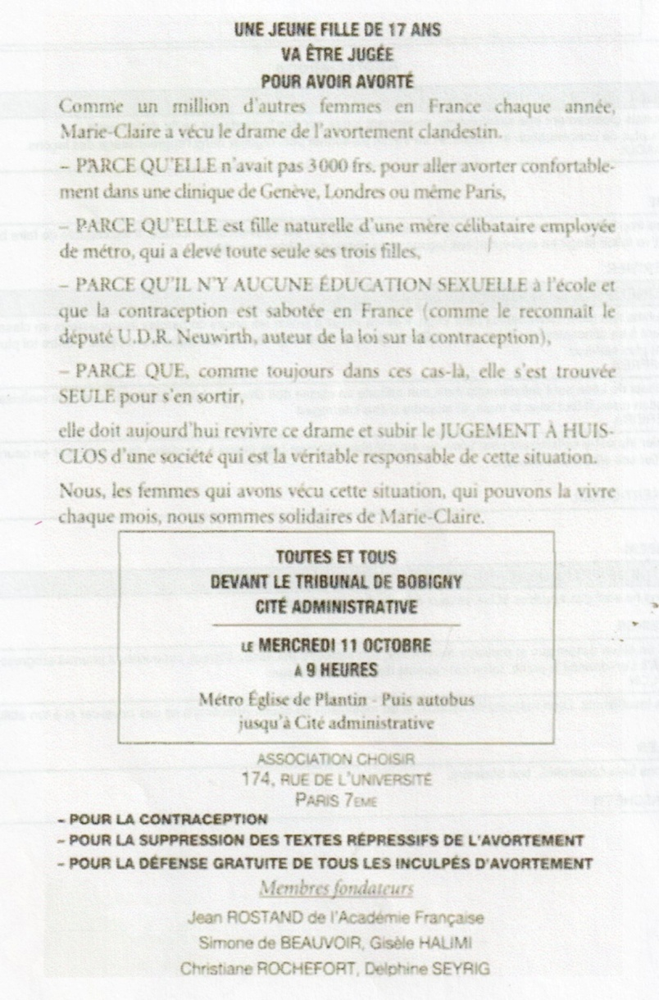 UNE JEUNE FILLE DE 17 ANS
VA ÊTRE JUGÉE
POUR AVOIR AVORTÉ
Comme un million d'autres femmes en France chaque année,
Marie-Claire a vécu le drame de l'avortement clandestin.
– PARCE QU'ELLE n'avait pas 3000 frs. pour aller avorter confortable-
ment dans une clinique de Genève, Londres ou même Paris,
– PARCE QU'ELLE est fille naturelle d'une mère célibataire employée
de métro, qui a élevé toute seule ses trois filles,
– PARCE QU'IL N'Y AUCUNE ÉDUCATION SEXUELLE à l'école et
que la contraception est sabotée en France (comme le reconnaît le
député U.D.R. Neuwirth, auteur de la loi sur la contraception),
– PARCE QUE, comme toujours dans ces cas-là, elle s'est trouvée
SEULE pour s'en sortir,
elle doit aujourd'hui revivre ce drame et subir le JUGEMENT À HUIS-
CLOS d'une société qui est la véritable responsable de cette situation.
Nous, les femmes qui avons vécu cette situation, qui pouvons la vivre
chaque mois, nous sommes solidaires de Marie-Claire.
TOUTES ET TOUS
DEVANT LE TRIBUNAL DE BOBIGNY
CITÉ ADMINISTRATIVE
LE MERCREDI 11 OCTOBRE
A 9 HEURES
Métro Église de Plantin - Puis autobus
jusqu'à Cité administrative
ASSOCIATION CHOISIR
174, RUE DE L'UNIVERSITÉ
PARIS 7EME
- POUR LA CONTRACEPTION
- POUR LA SUPPRESSION DES TEXTES RÉPRESSIFS DE L'AVORTEMENT
- POUR LA DÉFENSE GRATUITE DE TOUS LES INCULPÉS D'AVORTEMENT
Membres fondateurs
Jean ROSTAND de l'Académie Française
Simone de BEAUVOIR, Gisèle HALIMI
Christiane ROCHEFORT, Delphine SEYRIG